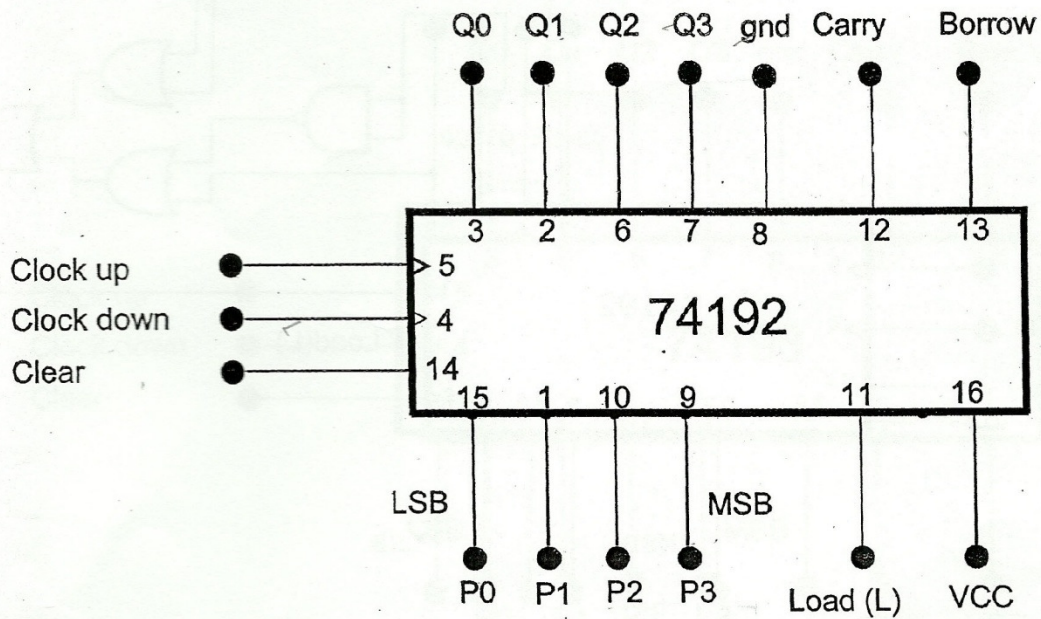 Q0 Q1 Q2 Q3 gnd Carry Borrow
3 2 6 7 8 12 13
Clock up 5
Clock down 4
74192
Clear 14
15 1 10 9 11 16
LSB MSB
P0 P1 P2 P3 Load (L) VCC